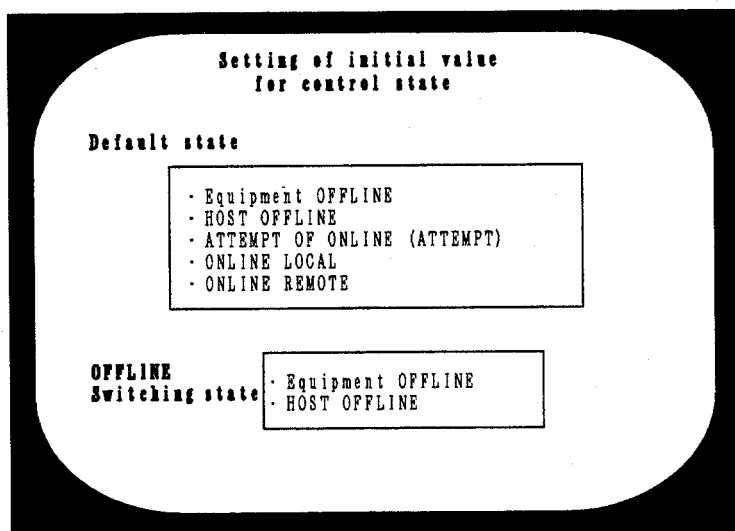 Setting of initial value
for control state
Default state
· Equipment OFFLINE
· HOST OFFLINE
· ATTEMPT OF ONLINE (ATTEMPT)
· ONLINE LOCAL
· ONLINE REMOTE
OFFLINE
Switching state
· Equipment OFFLINE
· HOST OFFLINE